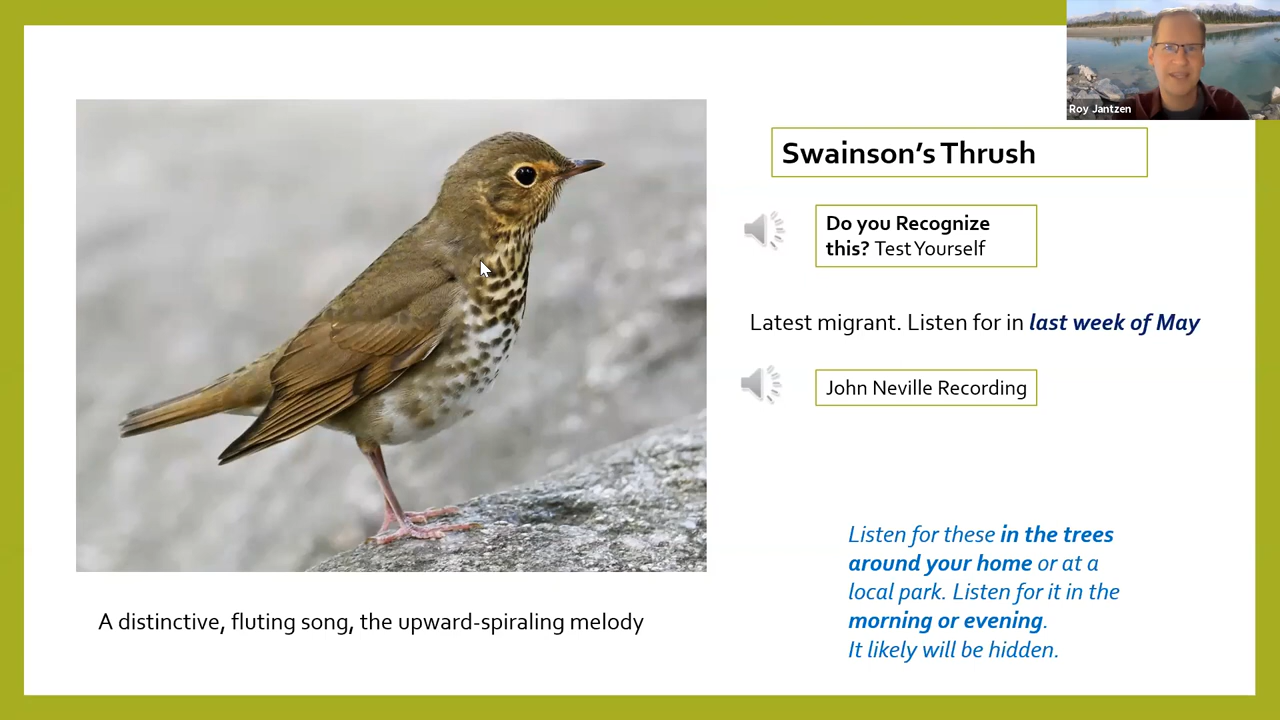 Roy Jantzen
Swainson's Thrush
Do you Recognize
this? Test Yourself
Latest migrant. Listen for in last week of May
John Neville Recording
Listen for these in the trees
around your home or at a
local park. Listen for it in the
morning or evening.
It likely will be hidden.
A distinctive, fluting song, the upward-spiraling melody